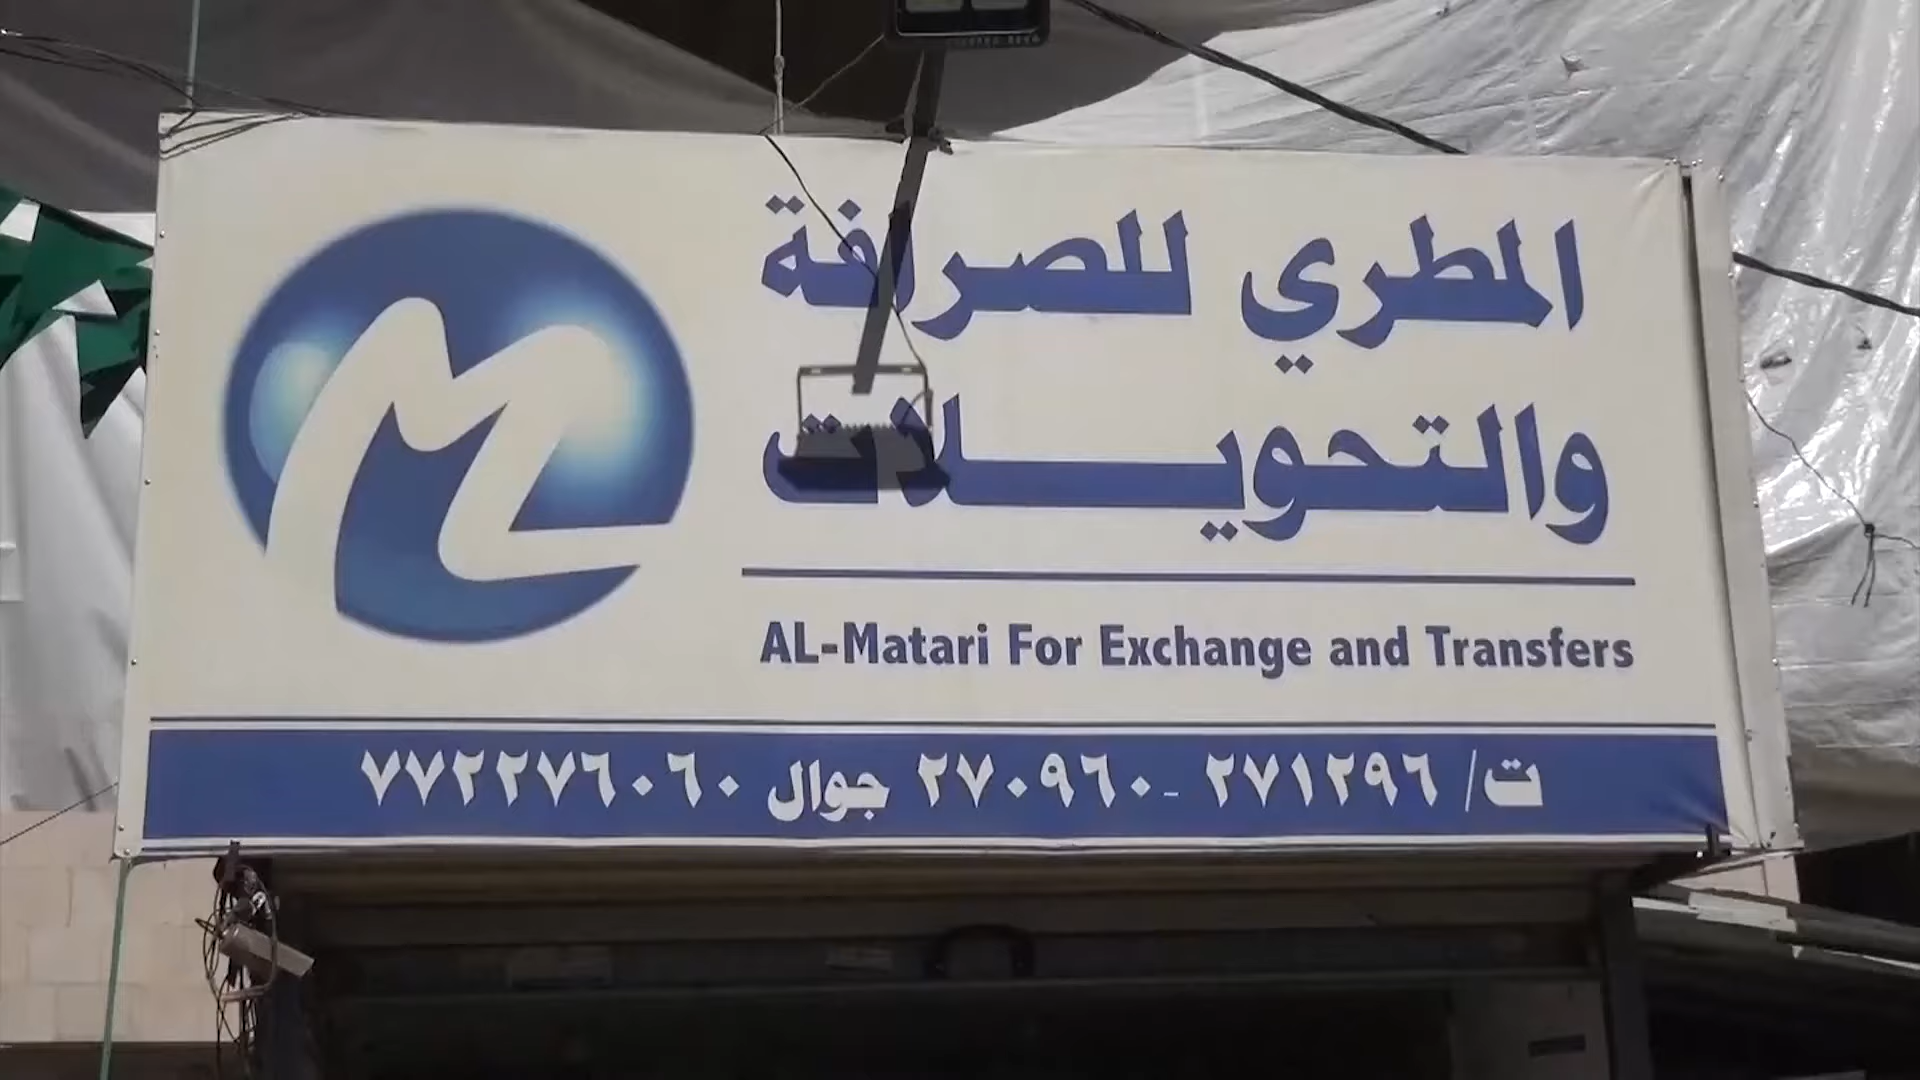 المطري للصرافة
والتحويلات
AL-Matari For Exchange and Transfers
ت/ ٢٧١٢٩٦ - ٢٧٠٩٦٠ جوال ٧٧٢٢٧٦٠٦٠